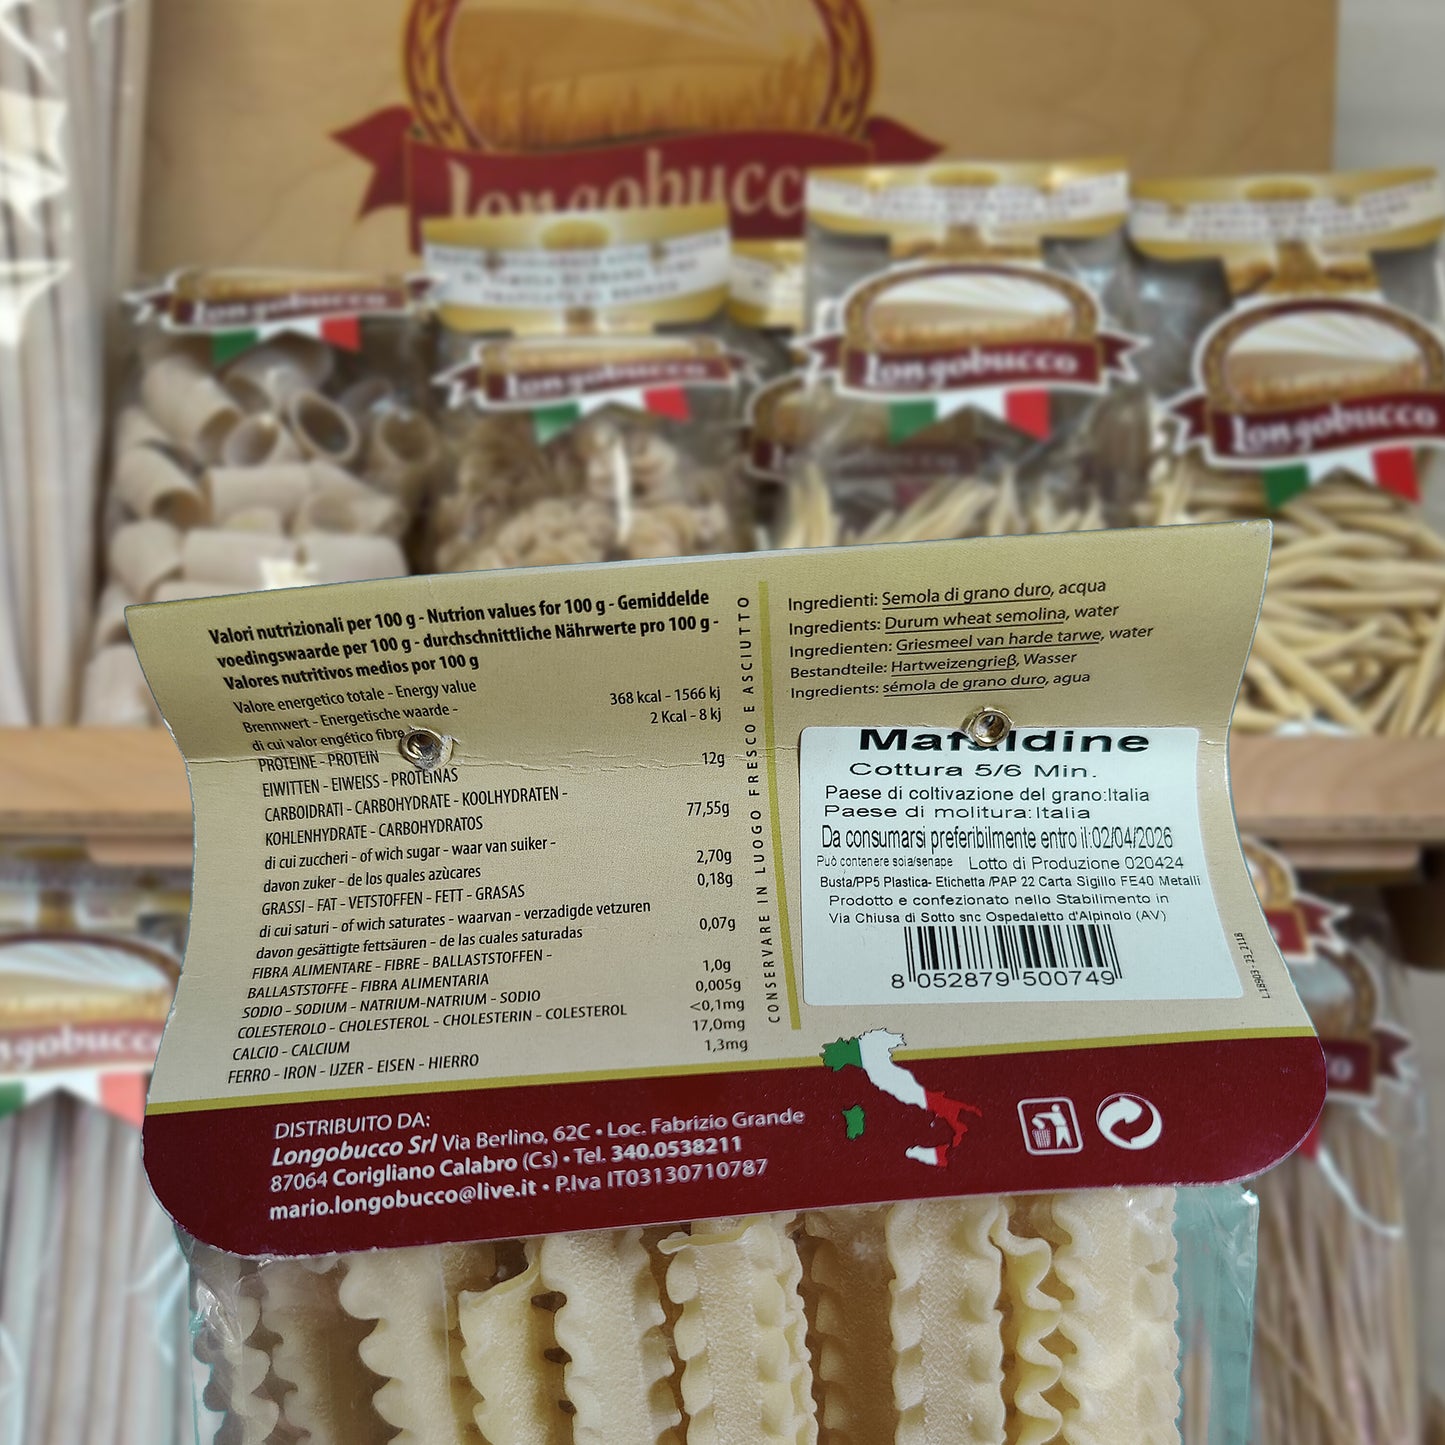 Longobucco
Longobucco
Longobucco
Longobucco
Longobucco
Valori nutrizionali per 100 g - Nutrion values for 100 g - Gemiddelde
voedingswaarde per 100 g - durchschnittliche Nährwerte pro 100 g -
Valores nutritivos medios por 100 g
Valore energetico totale - Energy value
Brennwert - Energetische waarde - 368 kcal - 1566 kj
di cui valor engético fibre 2 Kcal - 8 kj
PROTEINE - PROTEIN
EIWITTEN - EIWEISS - PROTEINAS 12g
CARBOIDRATI - CARBOHYDRATE - KOOLHYDRATEN -
KOHLENHYDRATE - CARBOHYDRATOS 77,55g
di cui zuccheri - of wich sugar - waar van suiker -
davon zuker - de los quales azùcares 2,70g
GRASSI - FAT - VETSTOFFEN - FETT - GRASAS 0,18g
di cui saturi - of wich saturates - waarvan - verzadigde vetzuren
davon gesättigte fettsäuren - de las cuales saturadas 0,07g
FIBRA ALIMENTARE - FIBRE - BALLASTSTOFFEN -
BALLASTSTOFFE - FIBRA ALIMENTARIA 1,0g
SODIO - SODIUM - NATRIUM-NATRIUM - SODIO 0,005g
COLESTEROLO - CHOLESTEROL - CHOLESTERIN - COLESTEROL <0,1mg
CALCIO - CALCIUM 17,0mg
FERRO - IRON - IJZER - EISEN - HIERRO 1,3mg
CONSERVARE IN LUOGO FRESCO E ASCIUTTO
Ingredienti: Semola di grano duro, acqua
Ingredients: Durum wheat semolina, water
Ingredienten: Griesmeel van harde tarwe, water
Bestandteile: Hartweizengrieß, Wasser
Ingredients: sémola de grano duro, agua
Mafaldine
Cottura 5/6 Min.
Paese di coltivazione del grano:Italia
Paese di molitura:Italia
Da consumarsi preferibilmente entro il:02/04/2026
Può contenere soia/senape Lotto di Produzione 020424
Busta/PP5 Plastica- Etichetta /PAP 22 Carta Sigillo FE40 Metalli
Prodotto e confezionato nello Stabilimento in
Via Chiusa di Sotto snc Ospedaletto d'Alpinolo (AV)
8 052879 500749
L.18903 - 23_2118
DISTRIBUITO DA:
Longobucco Srl Via Berlino, 62C • Loc. Fabrizio Grande
87064 Corigliano Calabro (Cs) • Tel. 340.0538211
mario.longobucco@live.it • P.Iva IT03130710787